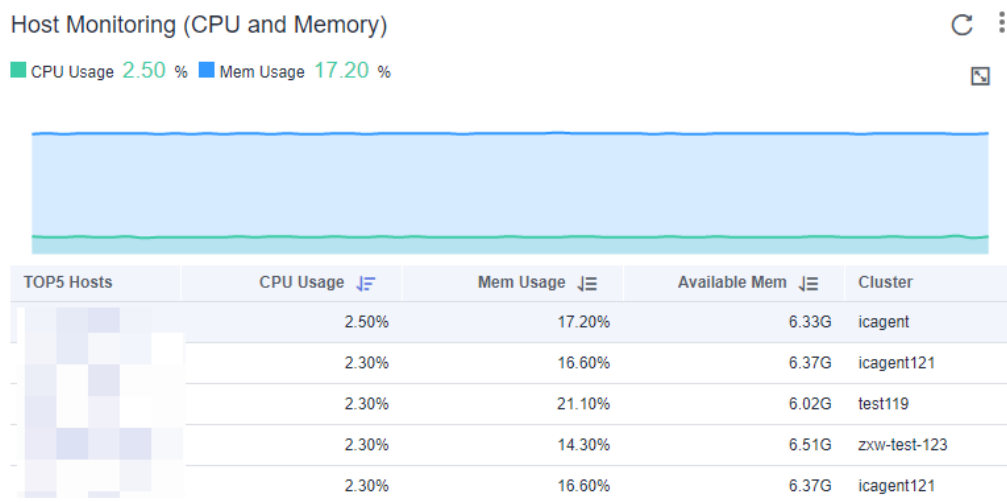 Host Monitoring (CPU and Memory)
CPU Usage 2.50 % Mem Usage 17.20 %
TOP5 Hosts CPU Usage Mem Usage Available Mem Cluster
2.50% 17.20% 6.33G icagent
2.30% 16.60% 6.37G icagent121
2.30% 21.10% 6.02G test119
2.30% 14.30% 6.51G zxw-test-123
2.30% 16.60% 6.37G icagent121